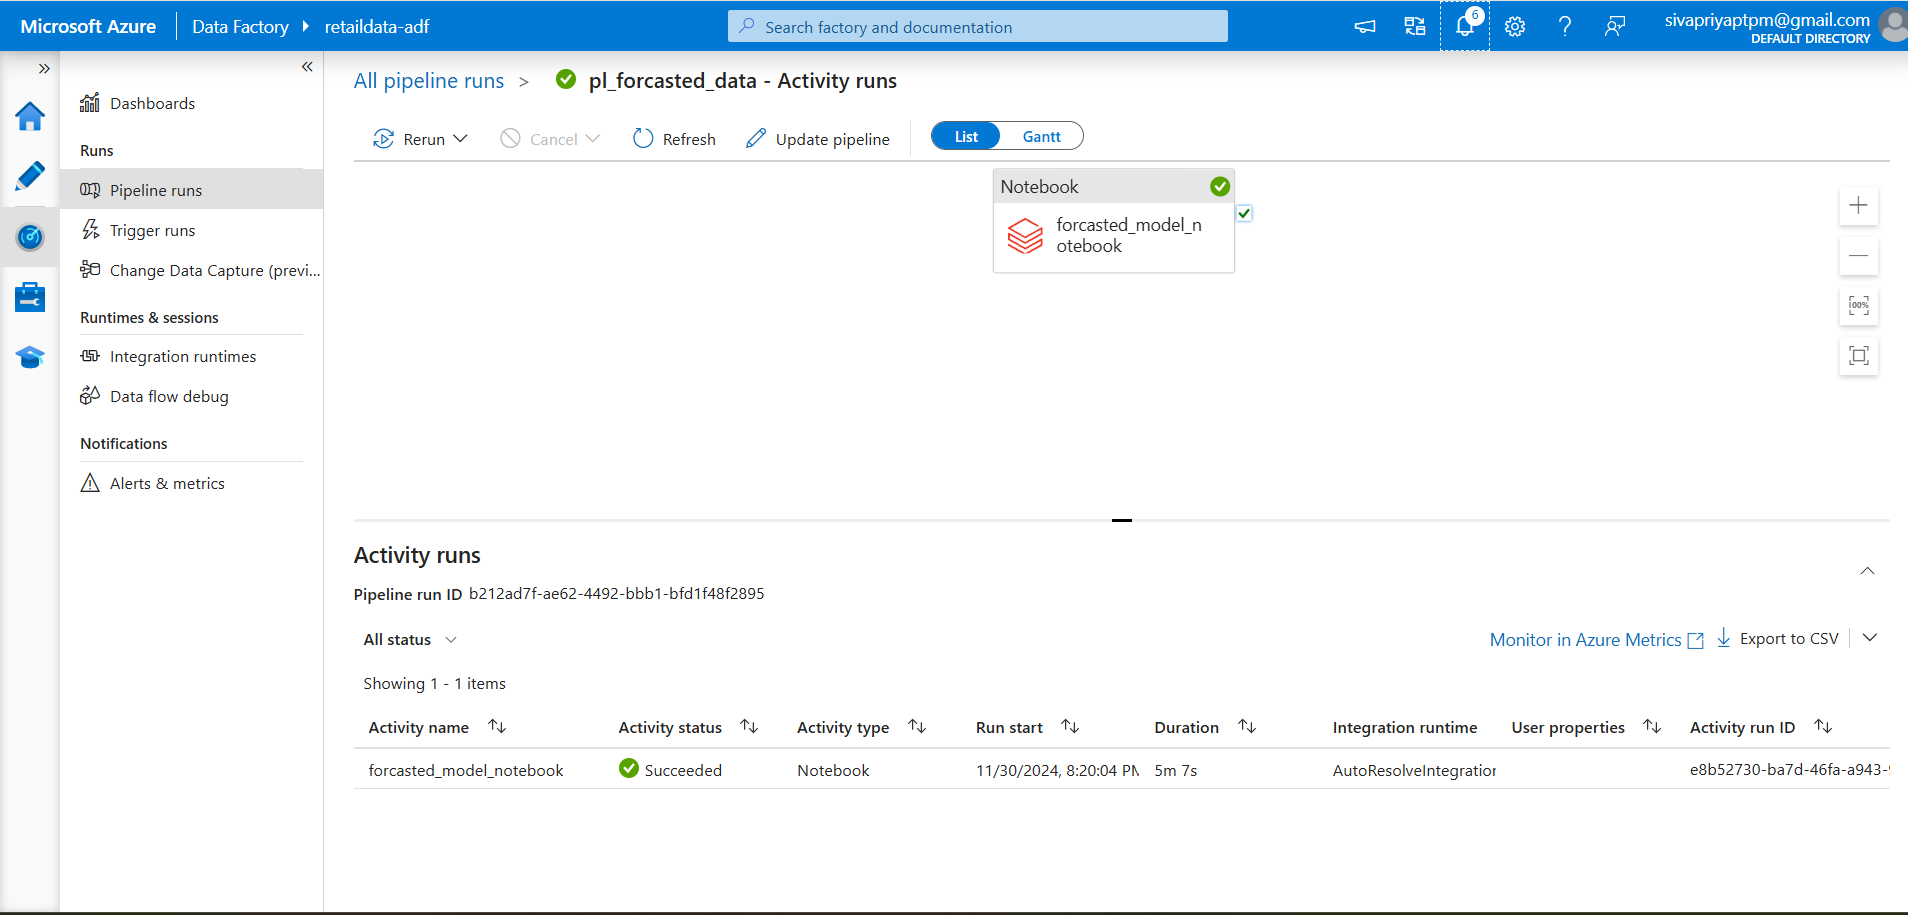 Microsoft Azure
Data Factory
retaildata-adf
Search factory and documentation
6
sivapriyaptpm@gmail.com
DEFAULT DIRECTORY
Dashboards
Runs
Pipeline runs
Trigger runs
Change Data Capture (previ...
Runtimes & sessions
Integration runtimes
Data flow debug
Notifications
Alerts & metrics
All pipeline runs > pl_forcasted_data - Activity runs
Rerun Cancel Refresh Update pipeline List Gantt
Notebook
forcasted_model_n
otebook
100%
Activity runs
Pipeline run ID b212ad7f-ae62-4492-bbb1-bfd1f48f2895
All status
Monitor in Azure Metrics Export to CSV
Showing 1 - 1 items
Activity name Activity status Activity type Run start Duration Integration runtime User properties Activity run ID
forcasted_model_notebook Succeeded Notebook 11/30/2024, 8:20:04 PM 5m 7s AutoResolveIntegration e8b52730-ba7d-46fa-a943-